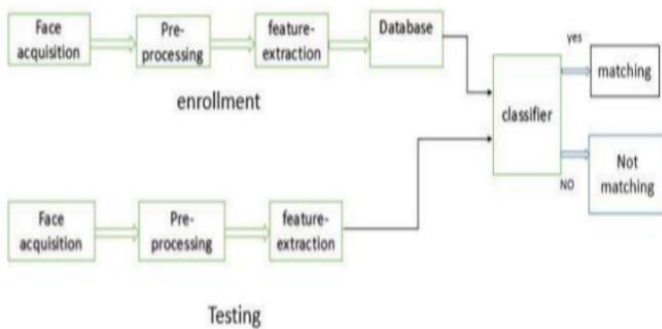 Face
acquisition
Pre-
processing
feature-
extraction
Database
enrollment
classifier
yes
matching
NO
Not
matching
Face
acquisition
Pre-
processing
feature-
extraction
Testing